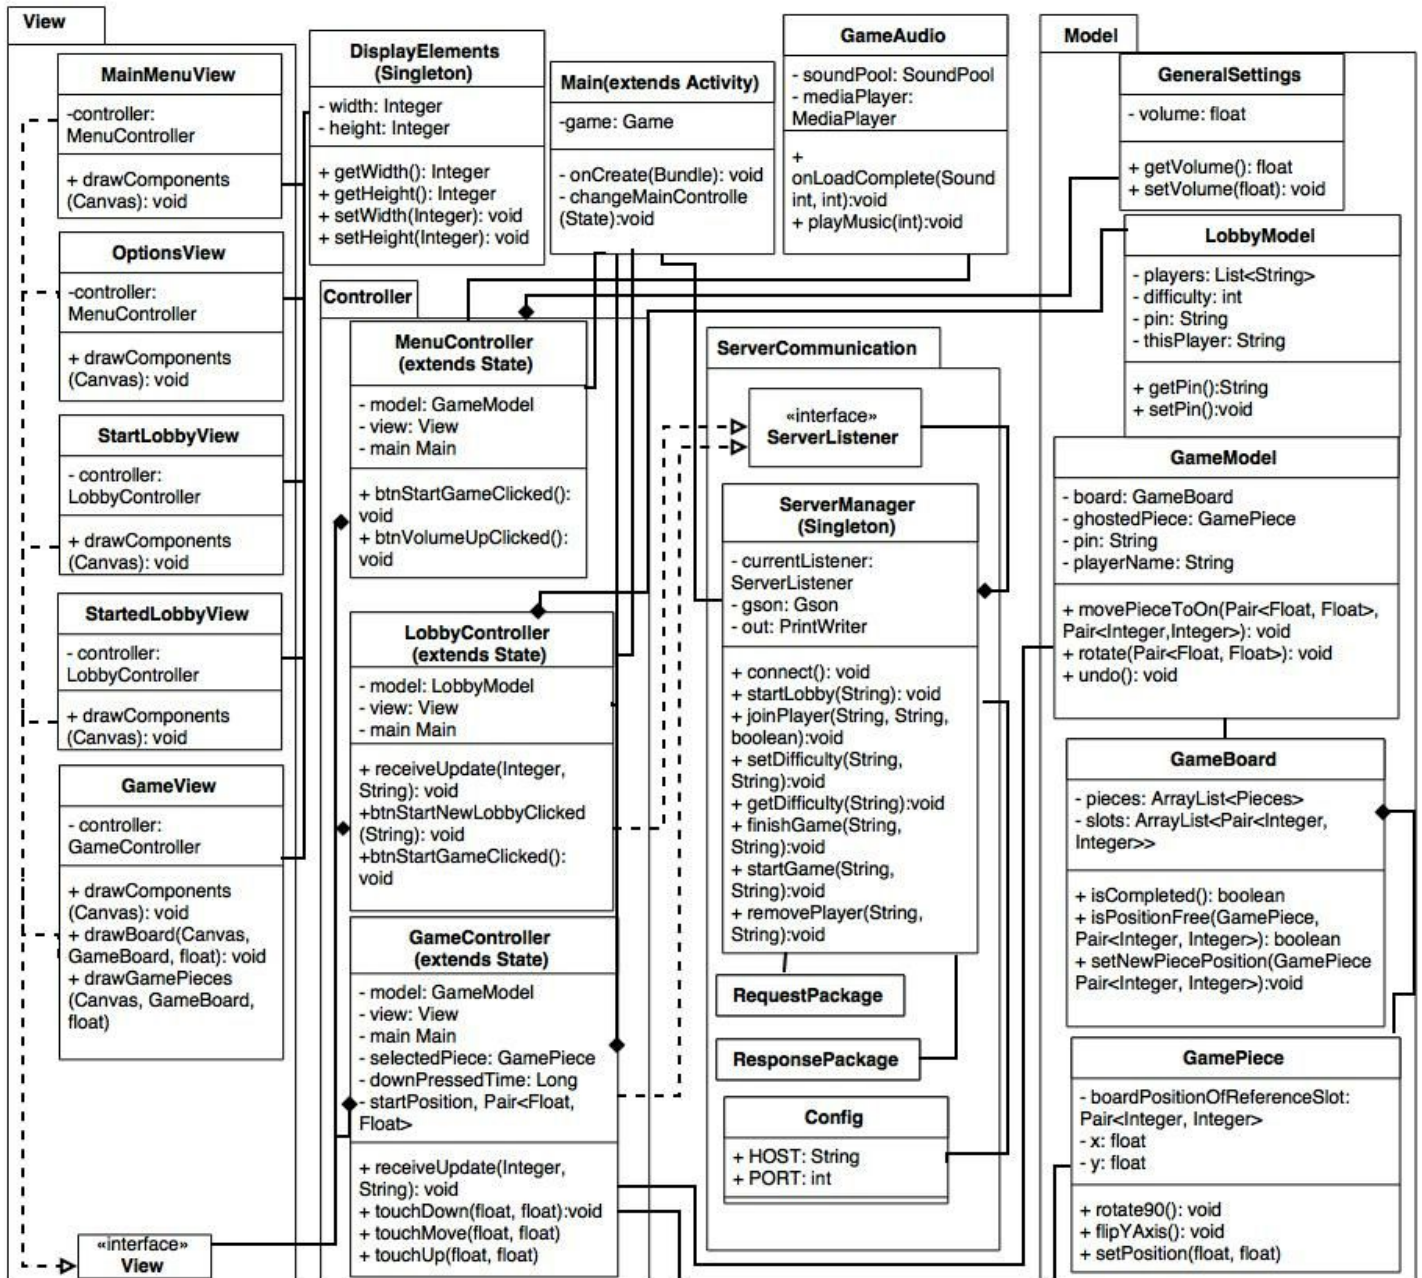 View
MainMenuView
-controller:
MenuController
+ drawComponents
(Canvas): void
OptionsView
-controller:
MenuController
+ drawComponents
(Canvas): void
StartLobbyView
- controller:
LobbyController
+ drawComponents
(Canvas): void
StartedLobbyView
- controller:
LobbyController
+ drawComponents
(Canvas): void
GameView
- controller:
GameController
+ drawComponents
(Canvas): void
+ drawBoard(Canvas,
GameBoard, float): void
+ drawGamePieces
(Canvas, GameBoard,
float)
«interface»
View
DisplayElements
(Singleton)
- width: Integer
- height: Integer
+ getWidth(): Integer
+ getHeight(): Integer
+ setWidth(Integer): void
+ setHeight(Integer): void
Main(extends Activity)
-game: Game
- onCreate(Bundle): void
- changeMainControlle
(State):void
GameAudio
- soundPool: SoundPool
- mediaPlayer:
MediaPlayer
+
onLoadComplete(Sound
int, int):void
+ playMusic(int):void
Controller
MenuController
(extends State)
- model: GameModel
- view: View
- main Main
+ btnStartGameClicked():
void
+ btnVolumeUpClicked():
void
LobbyController
(extends State)
- model: LobbyModel
- view: View
- main Main
+ receiveUpdate(Integer,
String): void
+btnStartNewLobbyClicked
(String): void
+btnStartGameClicked():
void
GameController
(extends State)
- model: GameModel
- view: View
- main Main
- selectedPiece: GamePiece
- downPressedTime: Long
- startPosition, Pair<Float,
Float>
+ receiveUpdate(Integer,
String): void
+ touchDown(float, float):void
+ touchMove(float, float)
+ touchUp(float, float)
ServerCommunication
«interface»
ServerListener
ServerManager
(Singleton)
- currentListener:
ServerListener
- gson: Gson
- out: PrintWriter
+ connect(): void
+ startLobby(String): void
+ joinPlayer(String, String,
boolean):void
+ setDifficulty(String,
String):void
+ getDifficulty(String):void
+ finishGame(String,
String):void
+ startGame(String,
String):void
+ removePlayer(String,
String):void
RequestPackage
ResponsePackage
Config
+ HOST: String
+ PORT: int
Model
GeneralSettings
- volume: float
+ getVolume(): float
+ setVolume(float): void
LobbyModel
- players: List<String>
- difficulty: int
- pin: String
- thisPlayer: String
+ getPin():String
+ setPin():void
GameModel
- board: GameBoard
- ghostedPiece: GamePiece
- pin: String
- playerName: String
+ movePieceToOn(Pair<Float, Float>,
Pair<Integer,Integer>): void
+ rotate(Pair<Float, Float>): void
+ undo(): void
GameBoard
- pieces: ArrayList<Pieces>
- slots: ArrayList<Pair<Integer,
Integer>>
+ isCompleted(): boolean
+ isPositionFree(GamePiece,
Pair<Integer, Integer>): boolean
+ setNewPiecePosition(GamePiece
Pair<Integer, Integer>):void
GamePiece
- boardPositionOfReferenceSlot:
Pair<Integer, Integer>
- x: float
- y: float
+ rotate90(): void
+ flipYAxis(): void
+ setPosition(float, float)